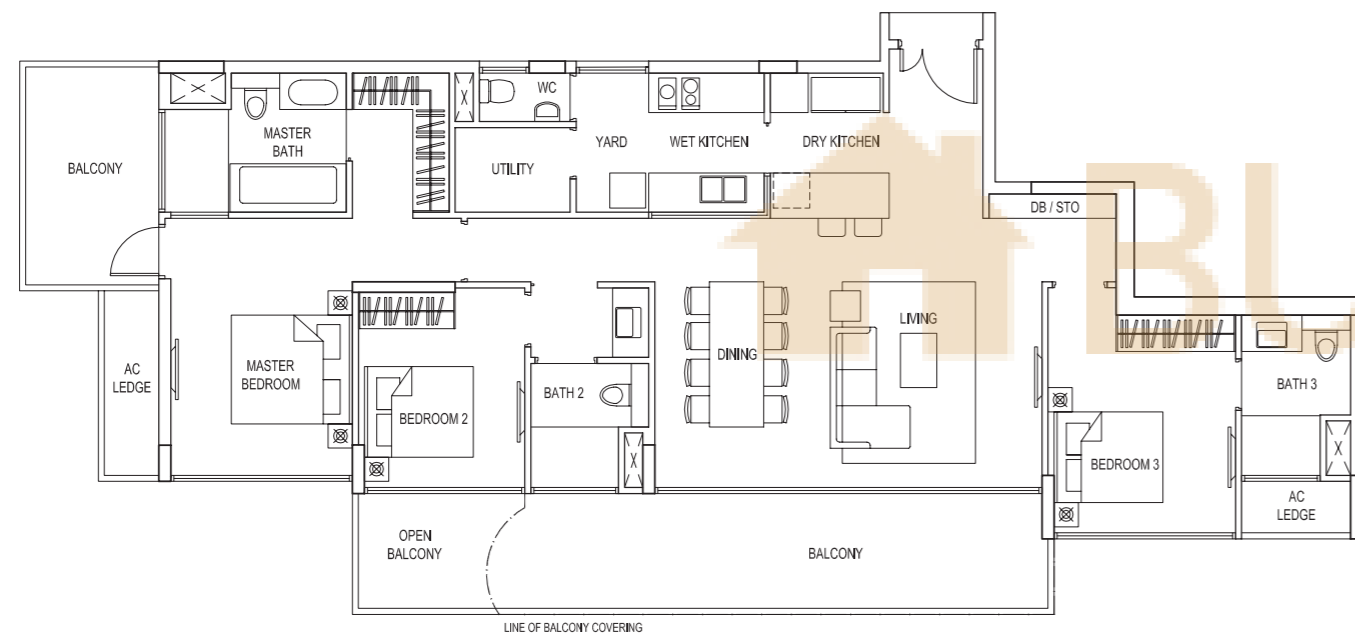 BU
WC
MASTER
BATH
YARD
WET KITCHEN
DRY KITCHEN
BALCONY
UTILITY
DB / STO
LIVING
DINING
AC
LEDGE
MASTER
BEDROOM
BATH 2
BATH 3
BEDROOM 2
BEDROOM 3
AC
LEDGE
OPEN
BALCONY
BALCONY
LINE OF BALCONY COVERING